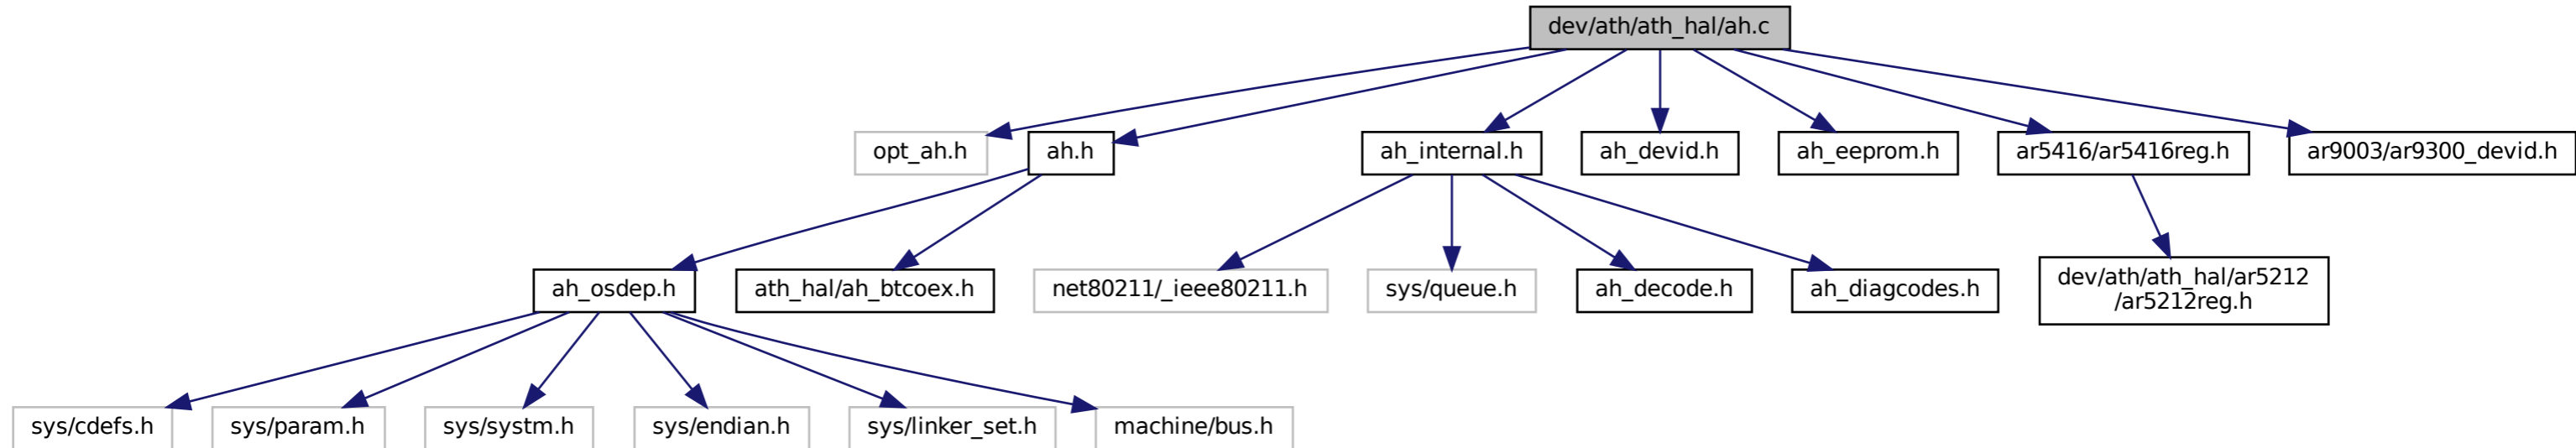 dev/ath/ath_hal/ah.c
opt_ah.h
ah.h
ah_internal.h
ah_devid.h
ah_eeprom.h
ar5416/ar5416reg.h
ar9003/ar9300_devid.h
ah_osdep.h
ath_hal/ah_btcoex.h
net80211/_ieee80211.h
sys/queue.h
ah_decode.h
ah_diagcodes.h
dev/ath/ath_hal/ar5212
/ar5212reg.h
sys/cdefs.h
sys/param.h
sys/systm.h
sys/endian.h
sys/linker_set.h
machine/bus.h